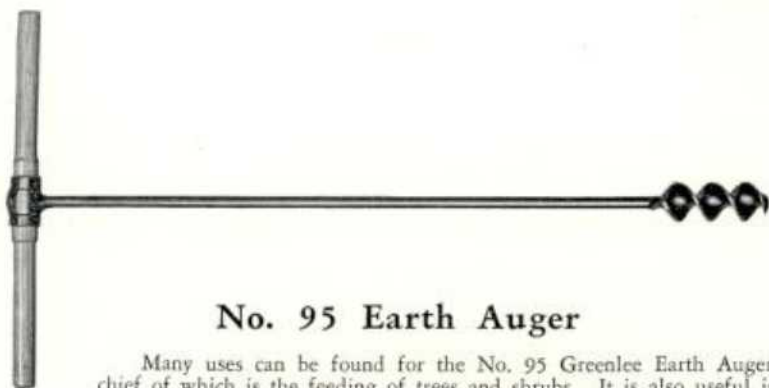 No. 95 Earth Auger
Many uses can be found for the No. 95 Greenlee Earth Auger
chief of which is the feeding of trees and shrubs. It is also useful i